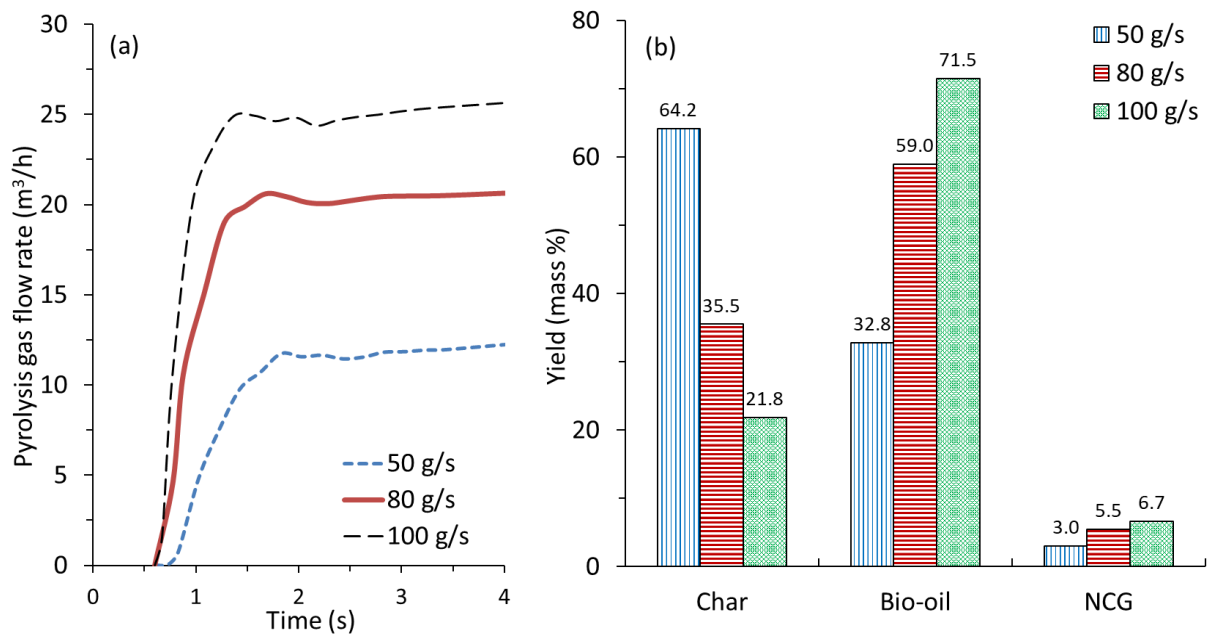 (a)
Pyrolysis gas flow rate (m³/h)
30
25
20
15
10
5
0
0 1 2 3 4
Time (s)
50 g/s
80 g/s
100 g/s
(b)
Yield (mass %)
80
60
40
20
0
50 g/s
80 g/s
100 g/s
64.2
35.5
21.8
32.8
59.0
71.5
3.0
5.5
6.7
Char Bio-oil NCG